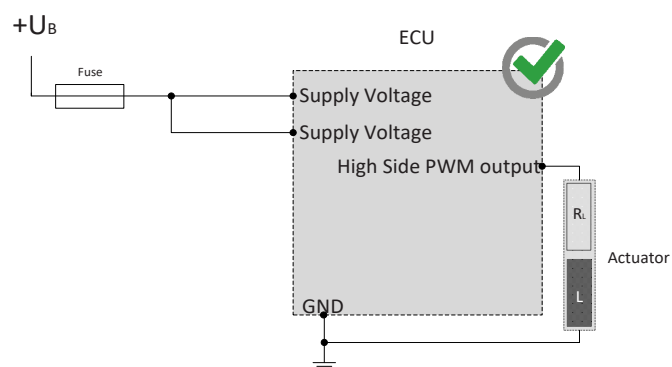 +UB
ECU
Fuse
Supply Voltage
Supply Voltage
High Side PWM output
RL
Actuator
L
GND